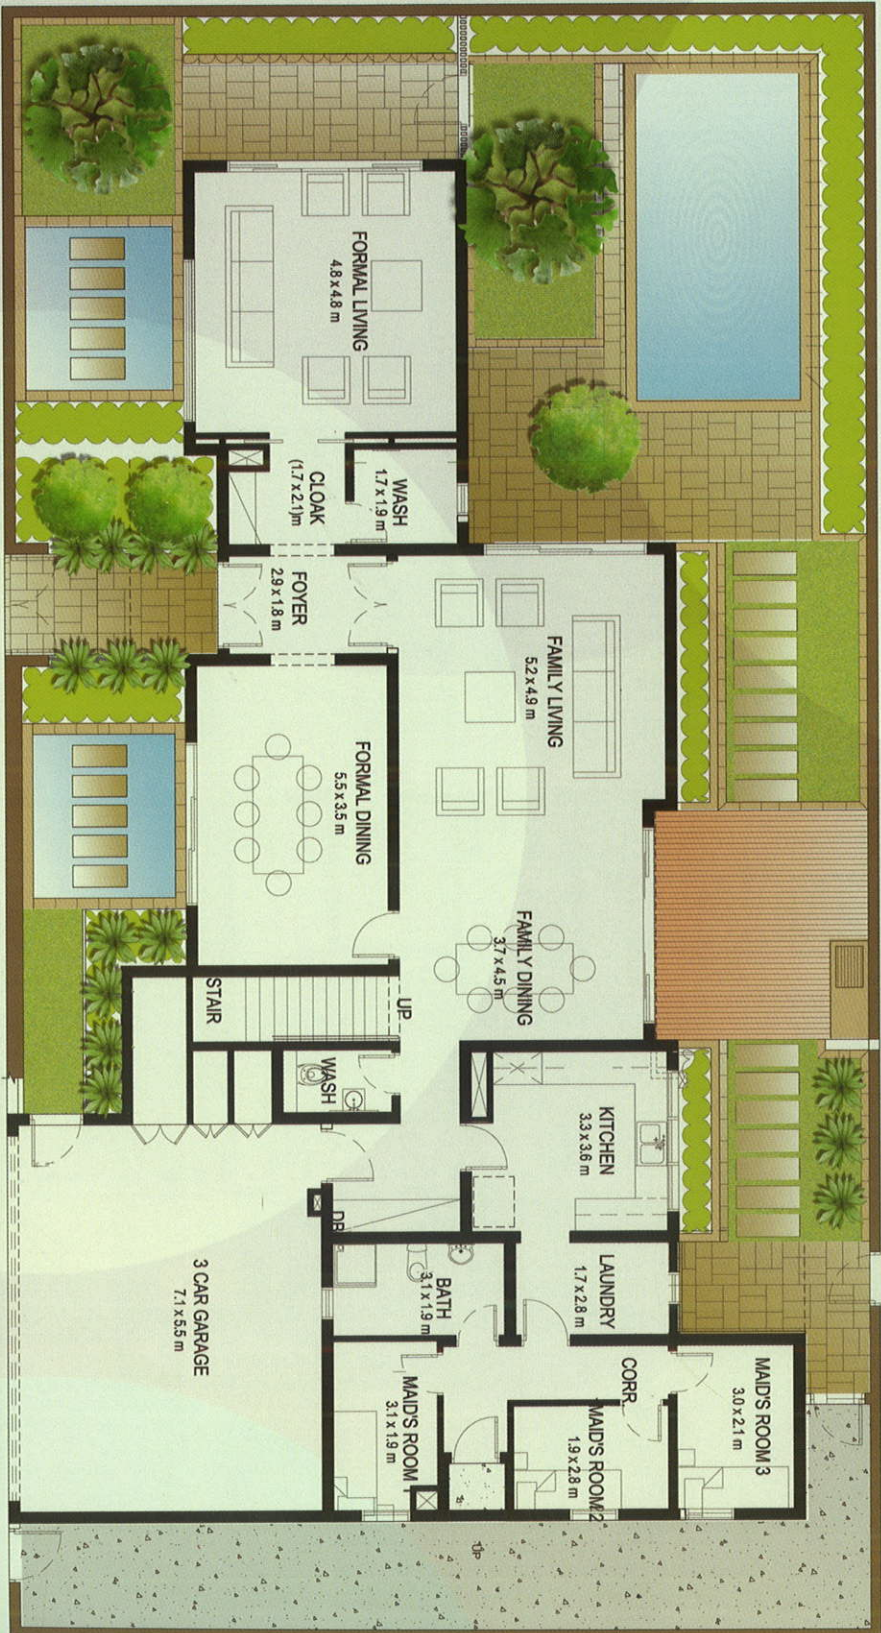 FORMAL LIVING
4.8 x 4.8 m
CLOAK
(1.7 x 2.1)m
WASH
1.7 x 1.9 m
FOYER
2.9 x 1.8 m
FAMILY LIVING
5.2 x 4.9 m
FORMAL DINING
5.5 x 3.5 m
FAMILY DINING
3.7 x 4.5 m
STAIR
UP
WASH
KITCHEN
3.3 x 3.6 m
DB
LAUNDRY
1.7 x 2.8 m
BATH
3.1 x 1.9 m
3 CAR GARAGE
7.1 x 5.5 m
CORR.
MAID'S ROOM 1
3.1 x 1.9 m
MAID'S ROOM 2
1.9 x 2.8 m
MAID'S ROOM 3
3.0 x 2.1 m
UP